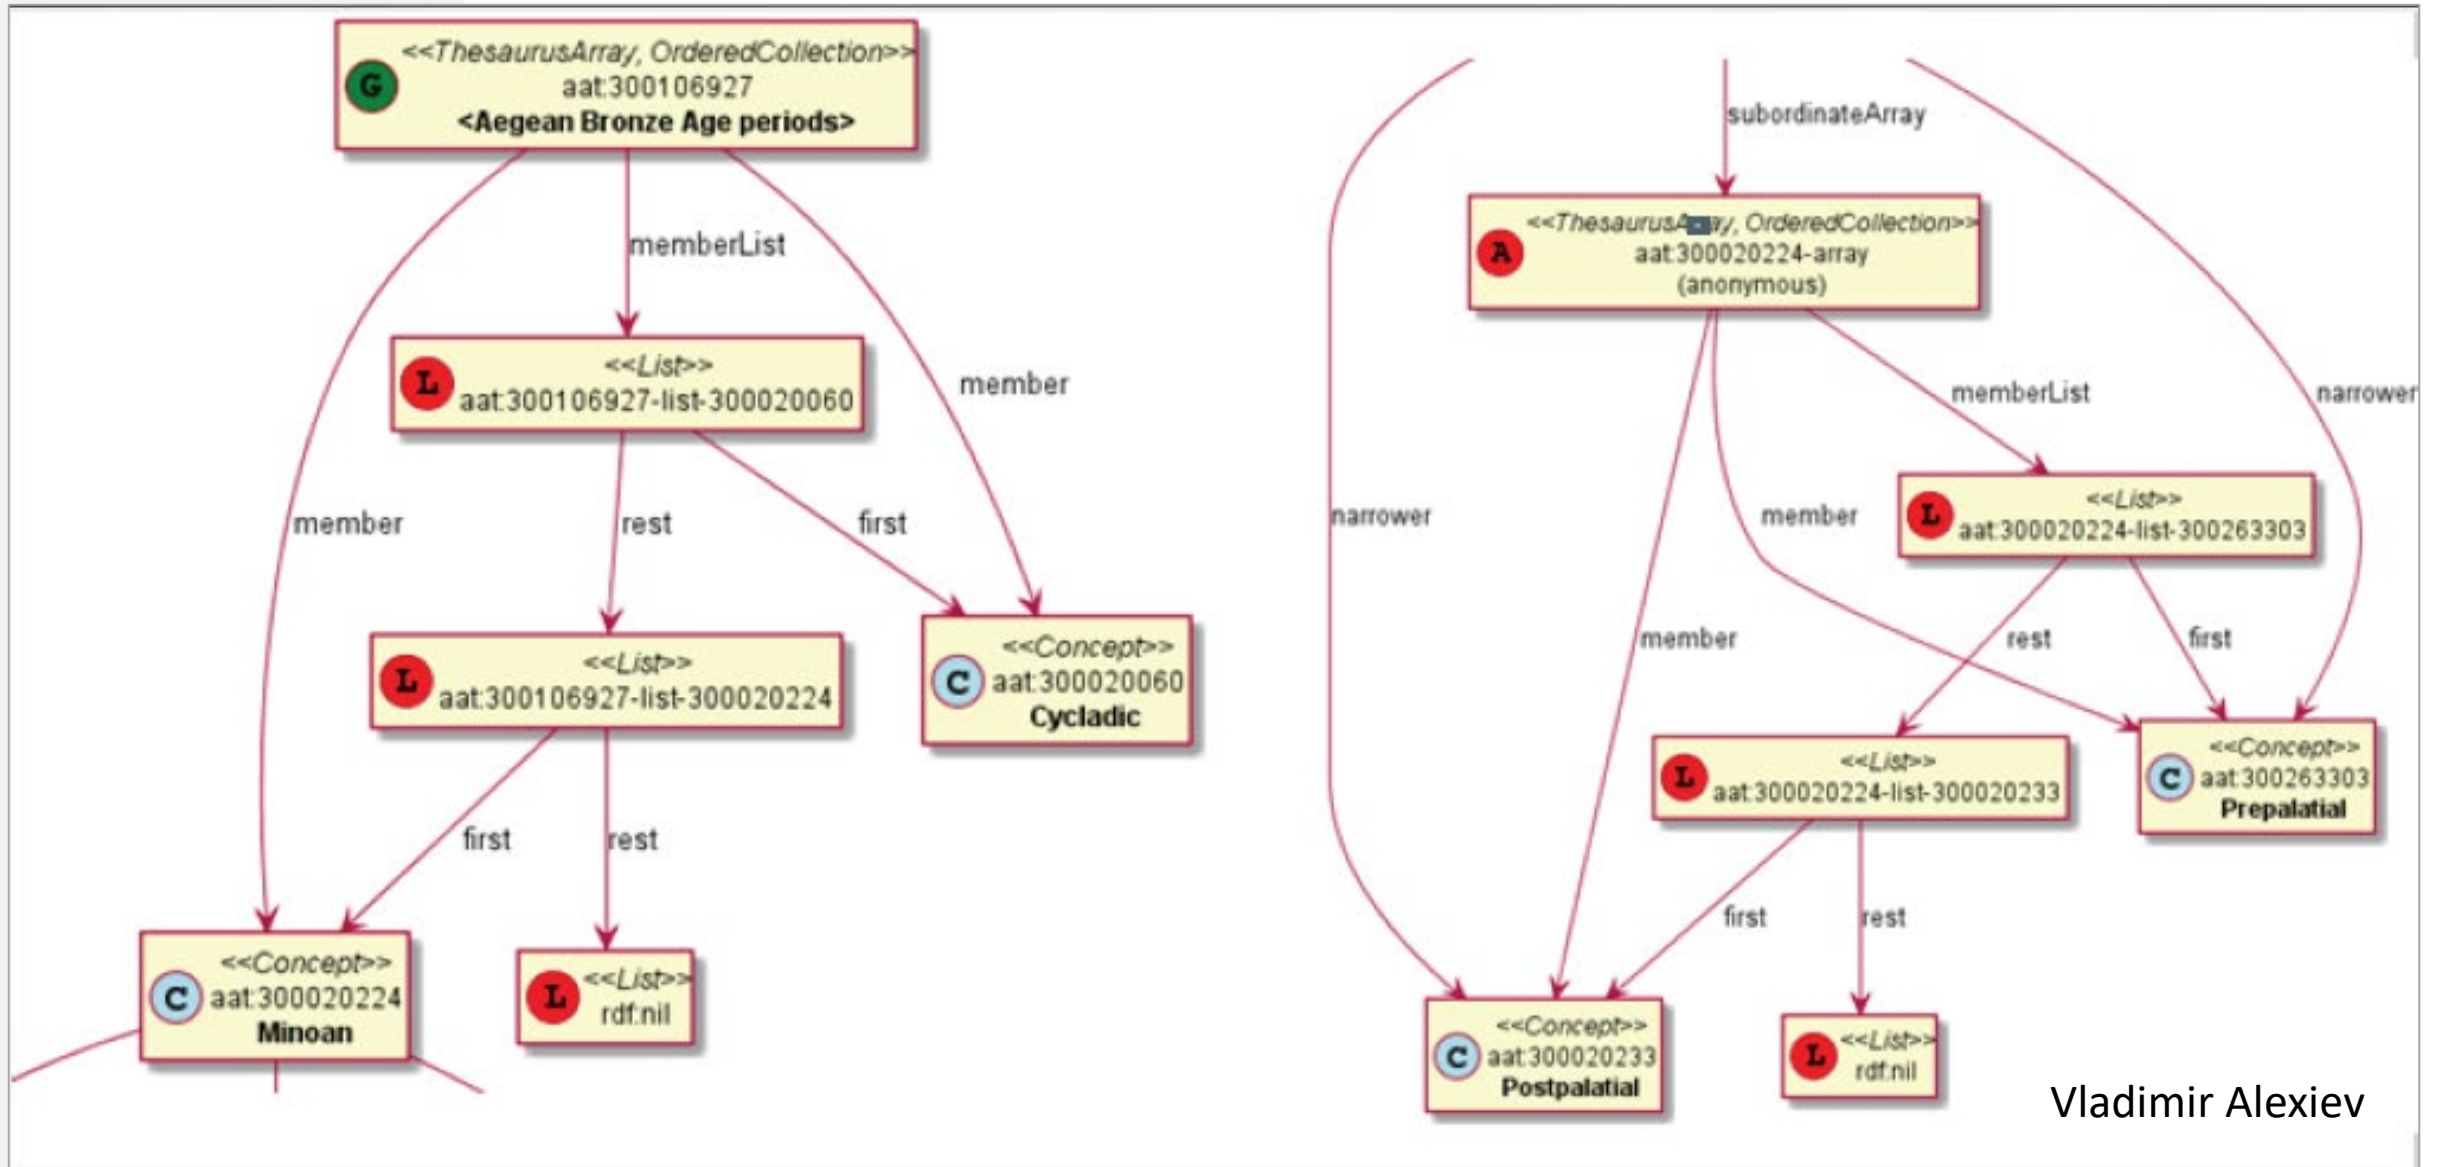 <<ThesaurusArray, OrderedCollection>>
G
aat:300106927
<Aegean Bronze Age periods>
memberList
member
member
<<List>>
L
aat:300106927-list-300020060
rest
first
<<List>>
L
aat:300106927-list-300020224
<<Concept>>
C
aat:300020060
Cycladic
first
rest
<<Concept>>
C
aat:300020224
Minoan
<<List>>
L
rdf:nil
subordinateArray
narrower
narrower
A
OrderedCollection>>
aat:300020224-array
(anonymous)
memberList
member
member
<<List>>
L
aat:300020224-list-300263303
rest
first
<<List>>
L
aat:300020224-list-300020233
<<Concept>>
C
aat:300263303
Prepalatial
first
rest
<<Concept>>
C
aat:300020233
Postpalatial
<<List>>
L
rdf:nil
Vladimir Alexiev